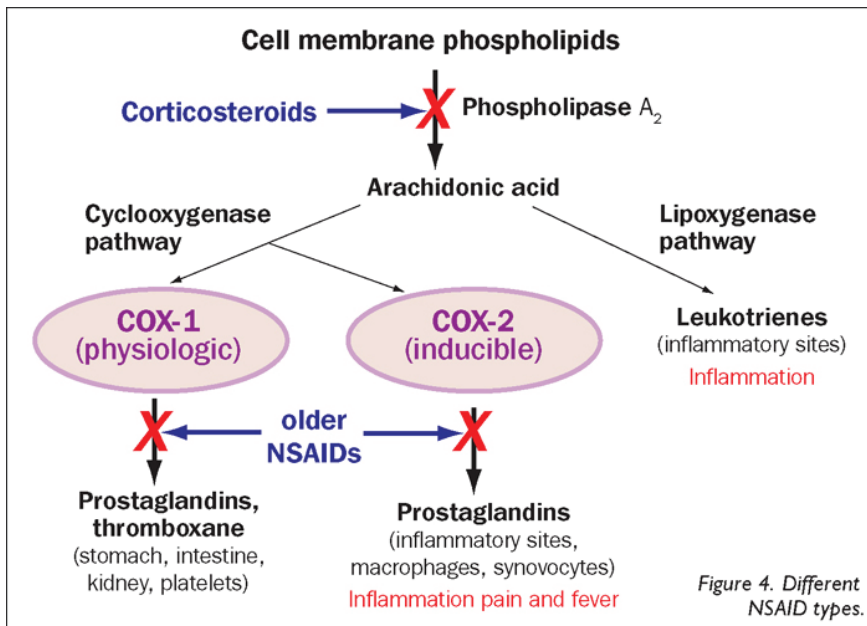 Cell membrane phospholipids
Corticosteroids
X
Phospholipase A₂
Arachidonic acid
Cyclooxygenase
pathway
Lipoxygenase
pathway
COX-1
(physiologic)
COX-2
(inducible)
Leukotrienes
(inflammatory sites)
Inflammation
X
older
NSAIDs
X
Prostaglandins,
thromboxane
(stomach, intestine,
kidney, platelets)
Prostaglandins
(inflammatory sites,
macrophages, synovocytes)
Inflammation pain and fever
Figure 4. Different
NSAID types.